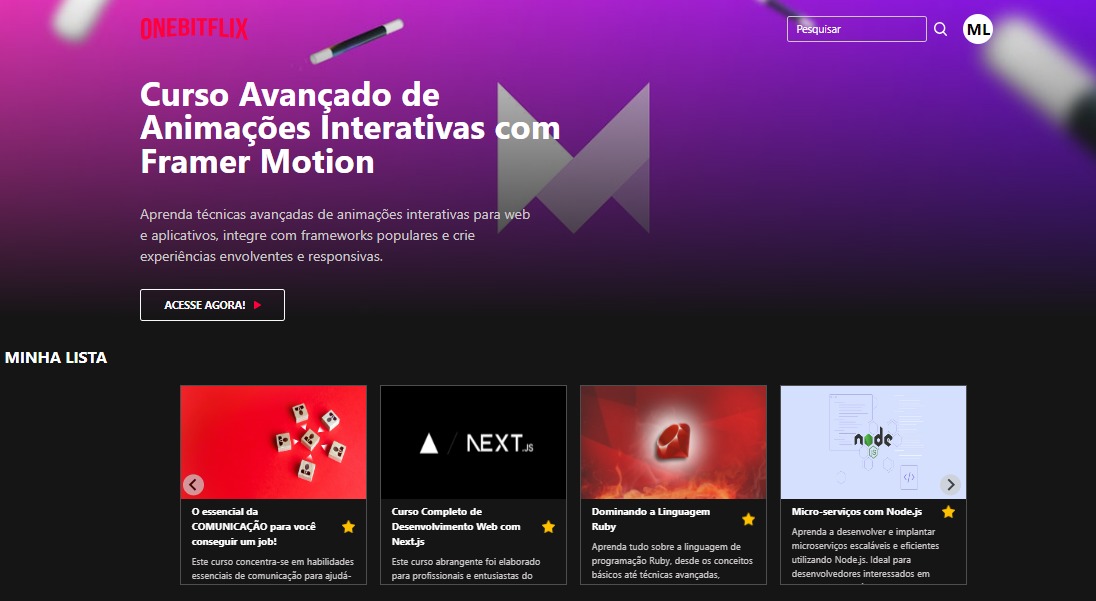 ONEBITFLIX
Pesquisar
ML
Curso Avançado de
Animações Interativas com
Framer Motion
Aprenda técnicas avançadas de animações interativas para web
e aplicativos, integre com frameworks populares e crie
experiências envolventes e responsivas.
ACESSE AGORA!
MINHA LISTA
NEXT.JS
node
JS
O essencial da
COMUNICAÇÃO para você
conseguir um job!
Este curso concentra-se em habilidades
essenciais de comunicação para ajudá-
Curso Completo de
Desenvolvimento Web com
Next.js
Este curso abrangente foi elaborado
para profissionais e entusiastas do
Dominando a Linguagem
Ruby
Aprenda tudo sobre a linguagem de
programação Ruby, desde os conceitos
básicos até técnicas avançadas,
Micro-serviços com Node.js
Aprenda a desenvolver e implantar
microserviços escaláveis e eficientes
utilizando Node.js. Ideal para
desenvolvedores interessados em